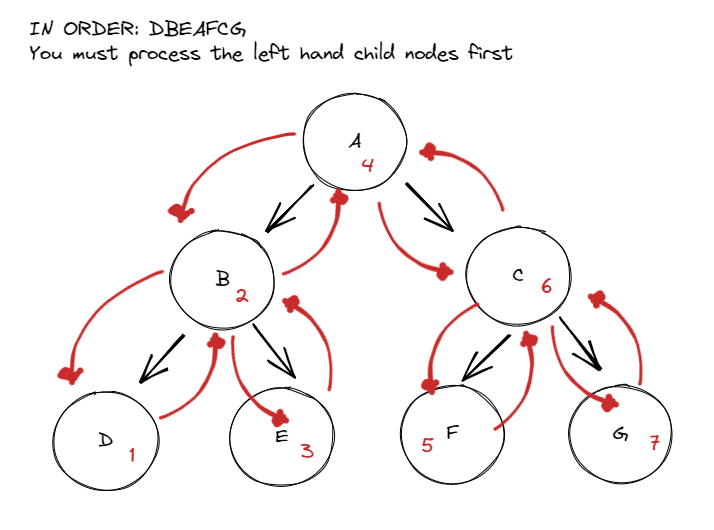 IN ORDER: DBEAFCG
You must process the left hand child nodes first
A
4
B
2
C
6
D
1
E
3
5
F
G
7